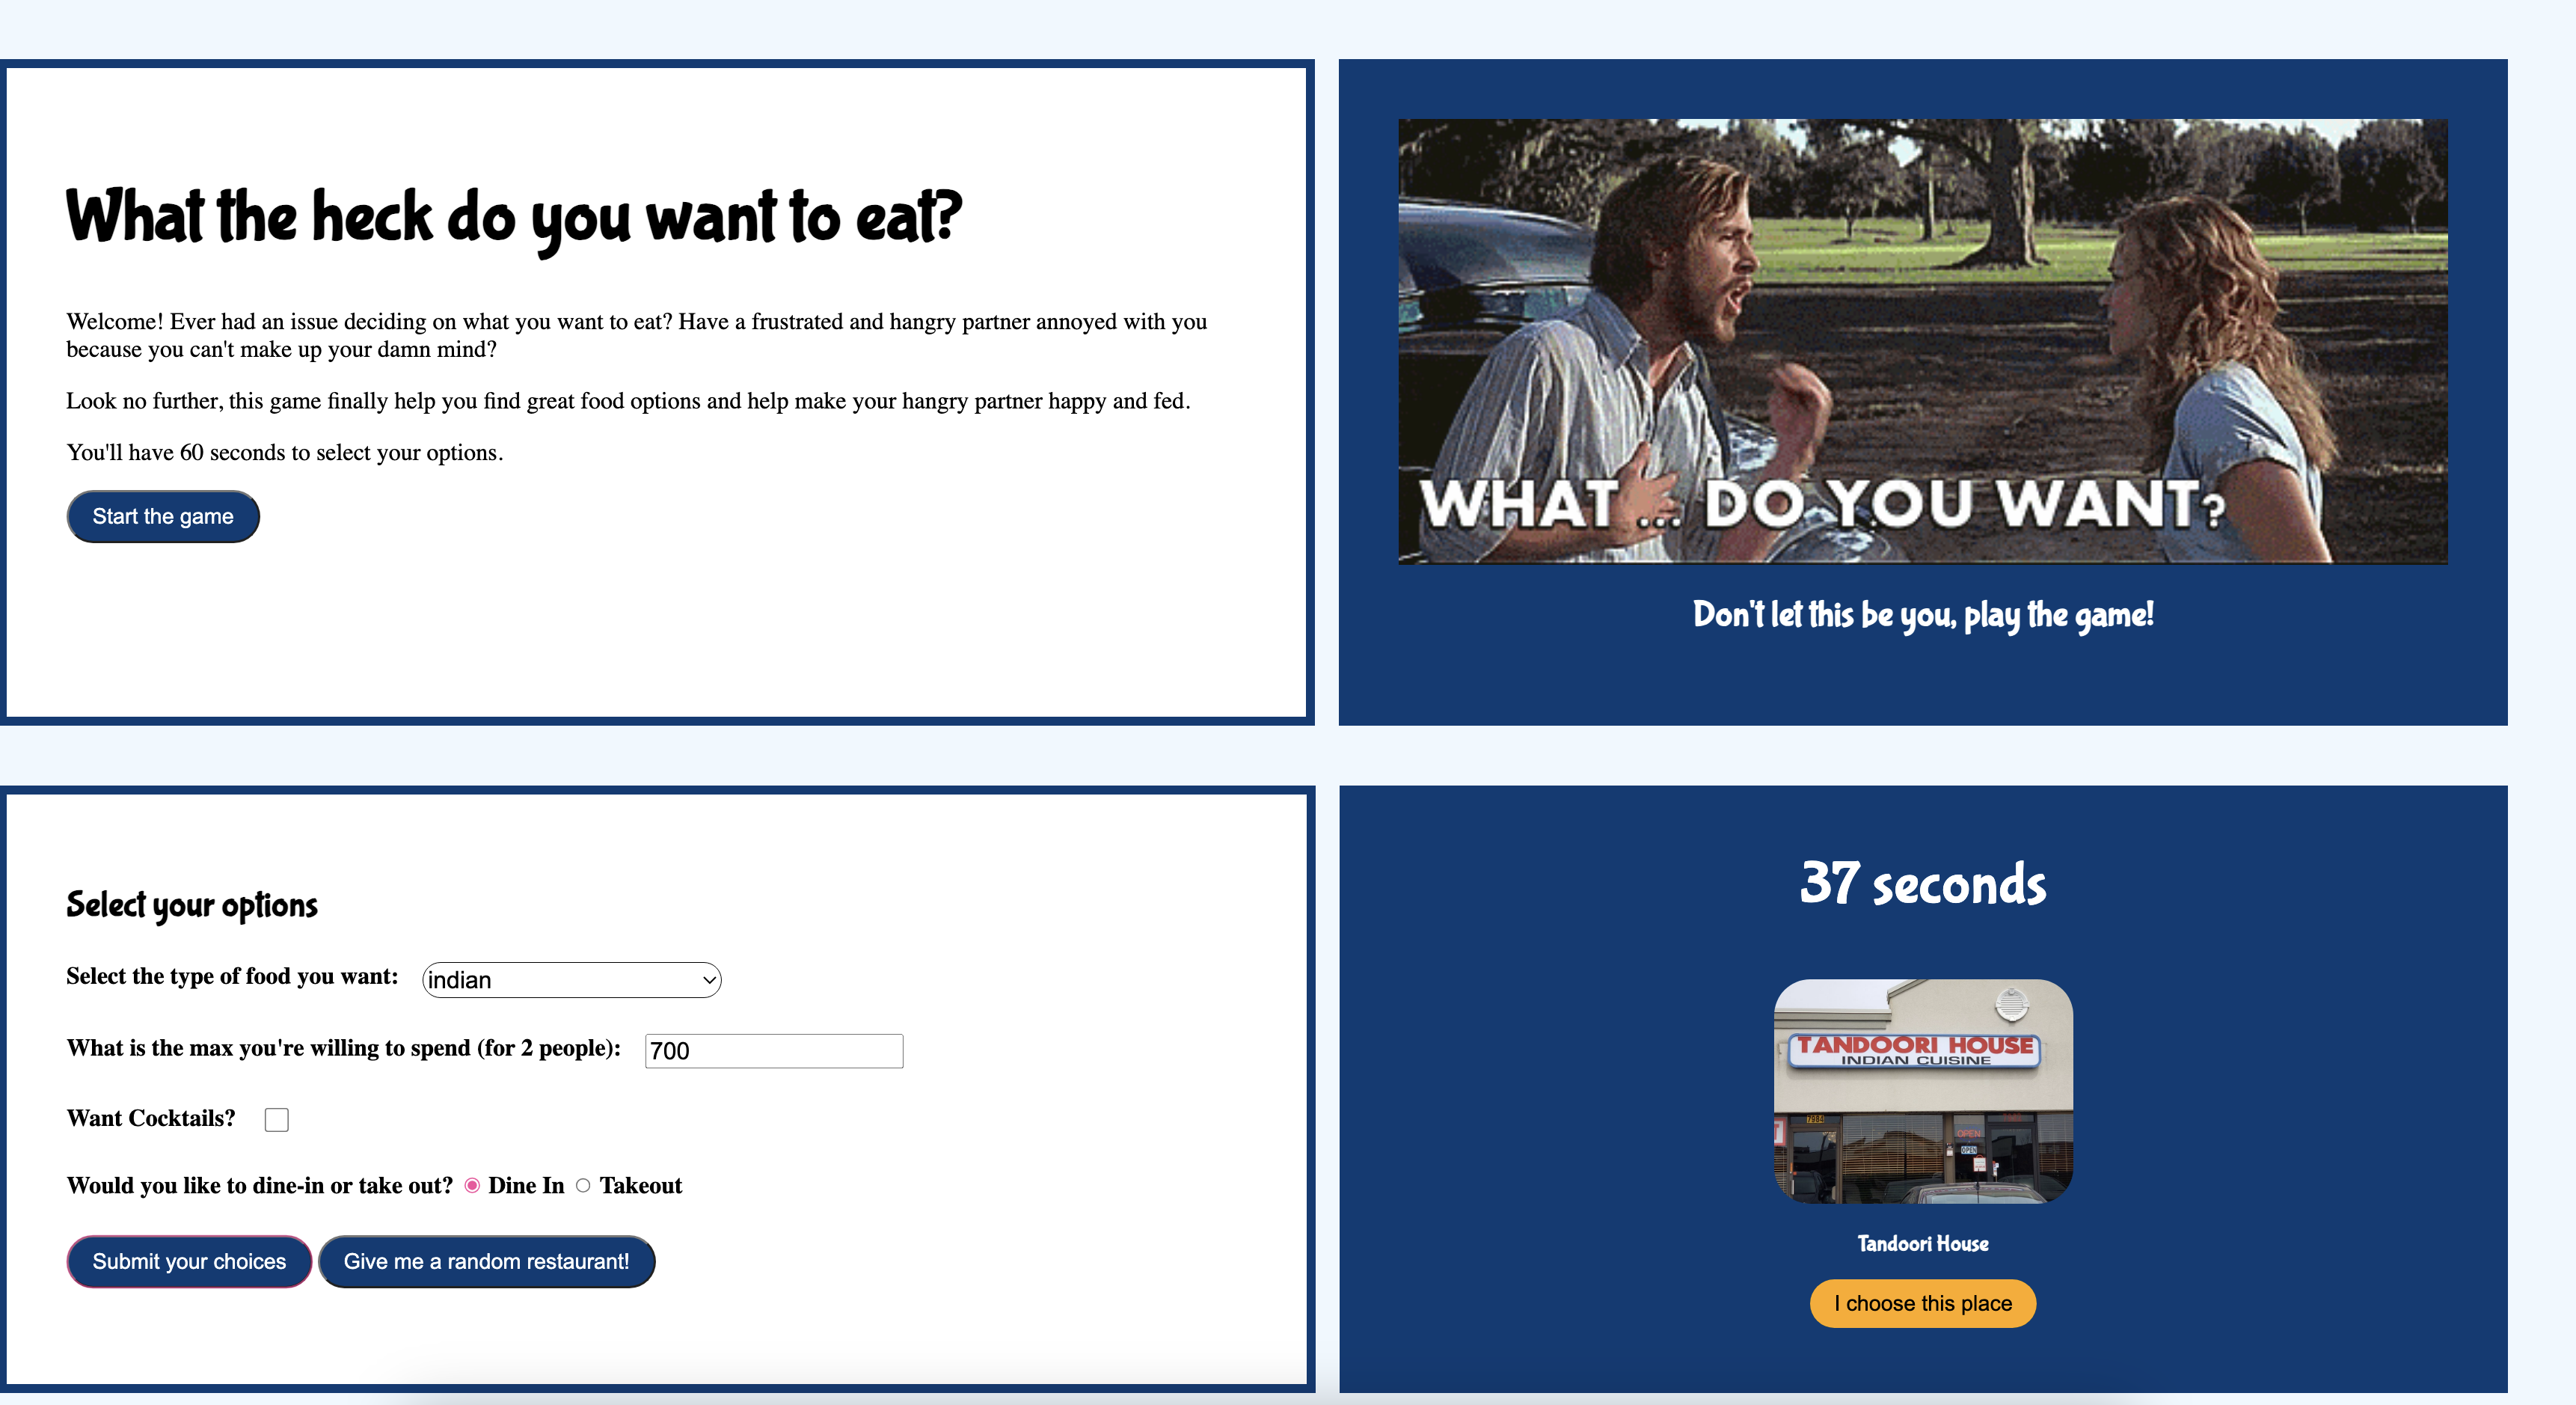 What the heck do you want to eat?
Welcome! Ever had an issue deciding on what you want to eat? Have a frustrated and hangry partner annoyed with you
because you can't make up your damn mind?
Look no further, this game finally help you find great food options and help make your hangry partner happy and fed.
You'll have 60 seconds to select your options.
Start the game
WHAT ... DO YOU WANT?
Don't let this be you, play the game!
Select your options
Select the type of food you want: indian
What is the max you're willing to spend (for 2 people): 700
Want Cocktails?
Would you like to dine-in or take out? Dine In Takeout
Submit your choices Give me a random restaurant!
37 seconds
TANDOORI HOUSE
INDIAN CUISINE
7984
OPEN
OPEN
Tandoori House
I choose this place